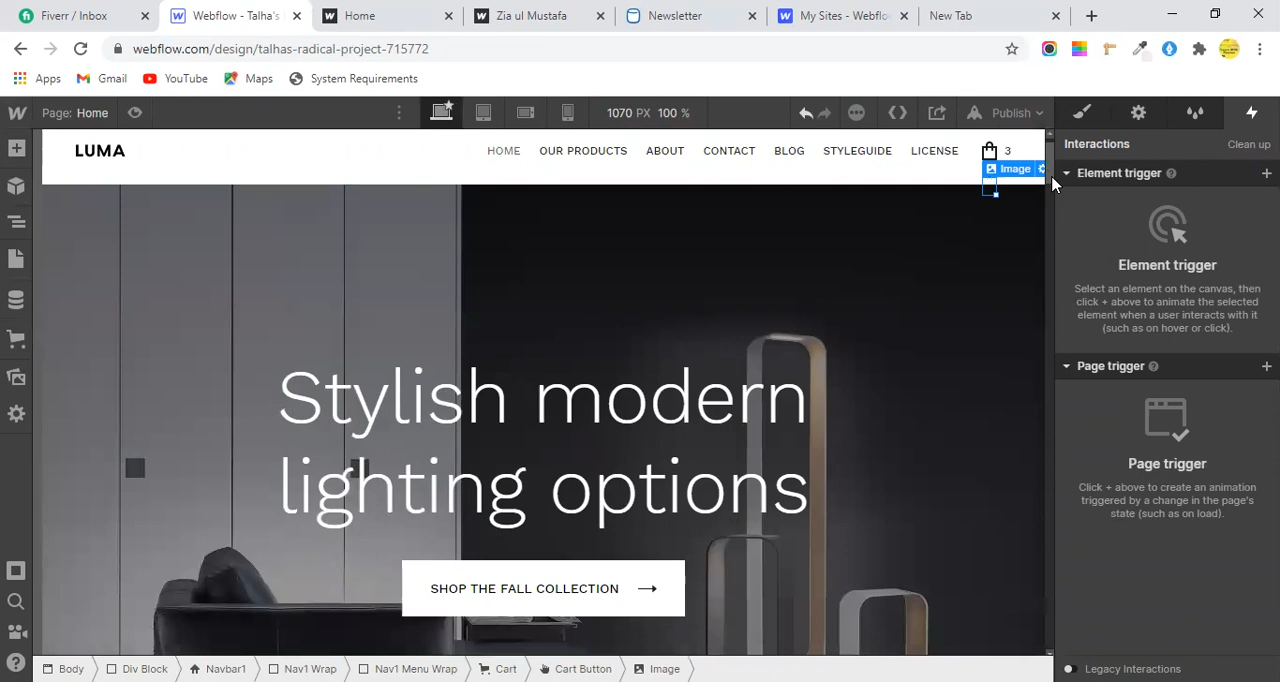 Fiverr / Inbox
Webflow - Talha's
Home
Zia ul Mustafa
Newsletter
My Sites - Webflo
New Tab
webflow.com/design/talhas-radical-project-715772
Apps
Gmail
YouTube
Maps
System Requirements
Page: Home
1070 PX 100 %
Publish
Interactions
Clean up
LUMA
HOME
OUR PRODUCTS
ABOUT
CONTACT
BLOG
STYLEGUIDE
LICENSE
3
Image
Element trigger
Element trigger
Select an element on the canvas, then
click + above to animate the selected
element when a user interacts with it
(such as on hover or click).
Page trigger
Page trigger
Click + above to create an animation
triggered by a change in the page's
state (such as on load).
Stylish modern
lighting options
SHOP THE FALL COLLECTION
Body
Div Block
Navbar1
Nav1 Wrap
Nav1 Menu Wrap
Cart
Cart Button
Image
Legacy Interactions